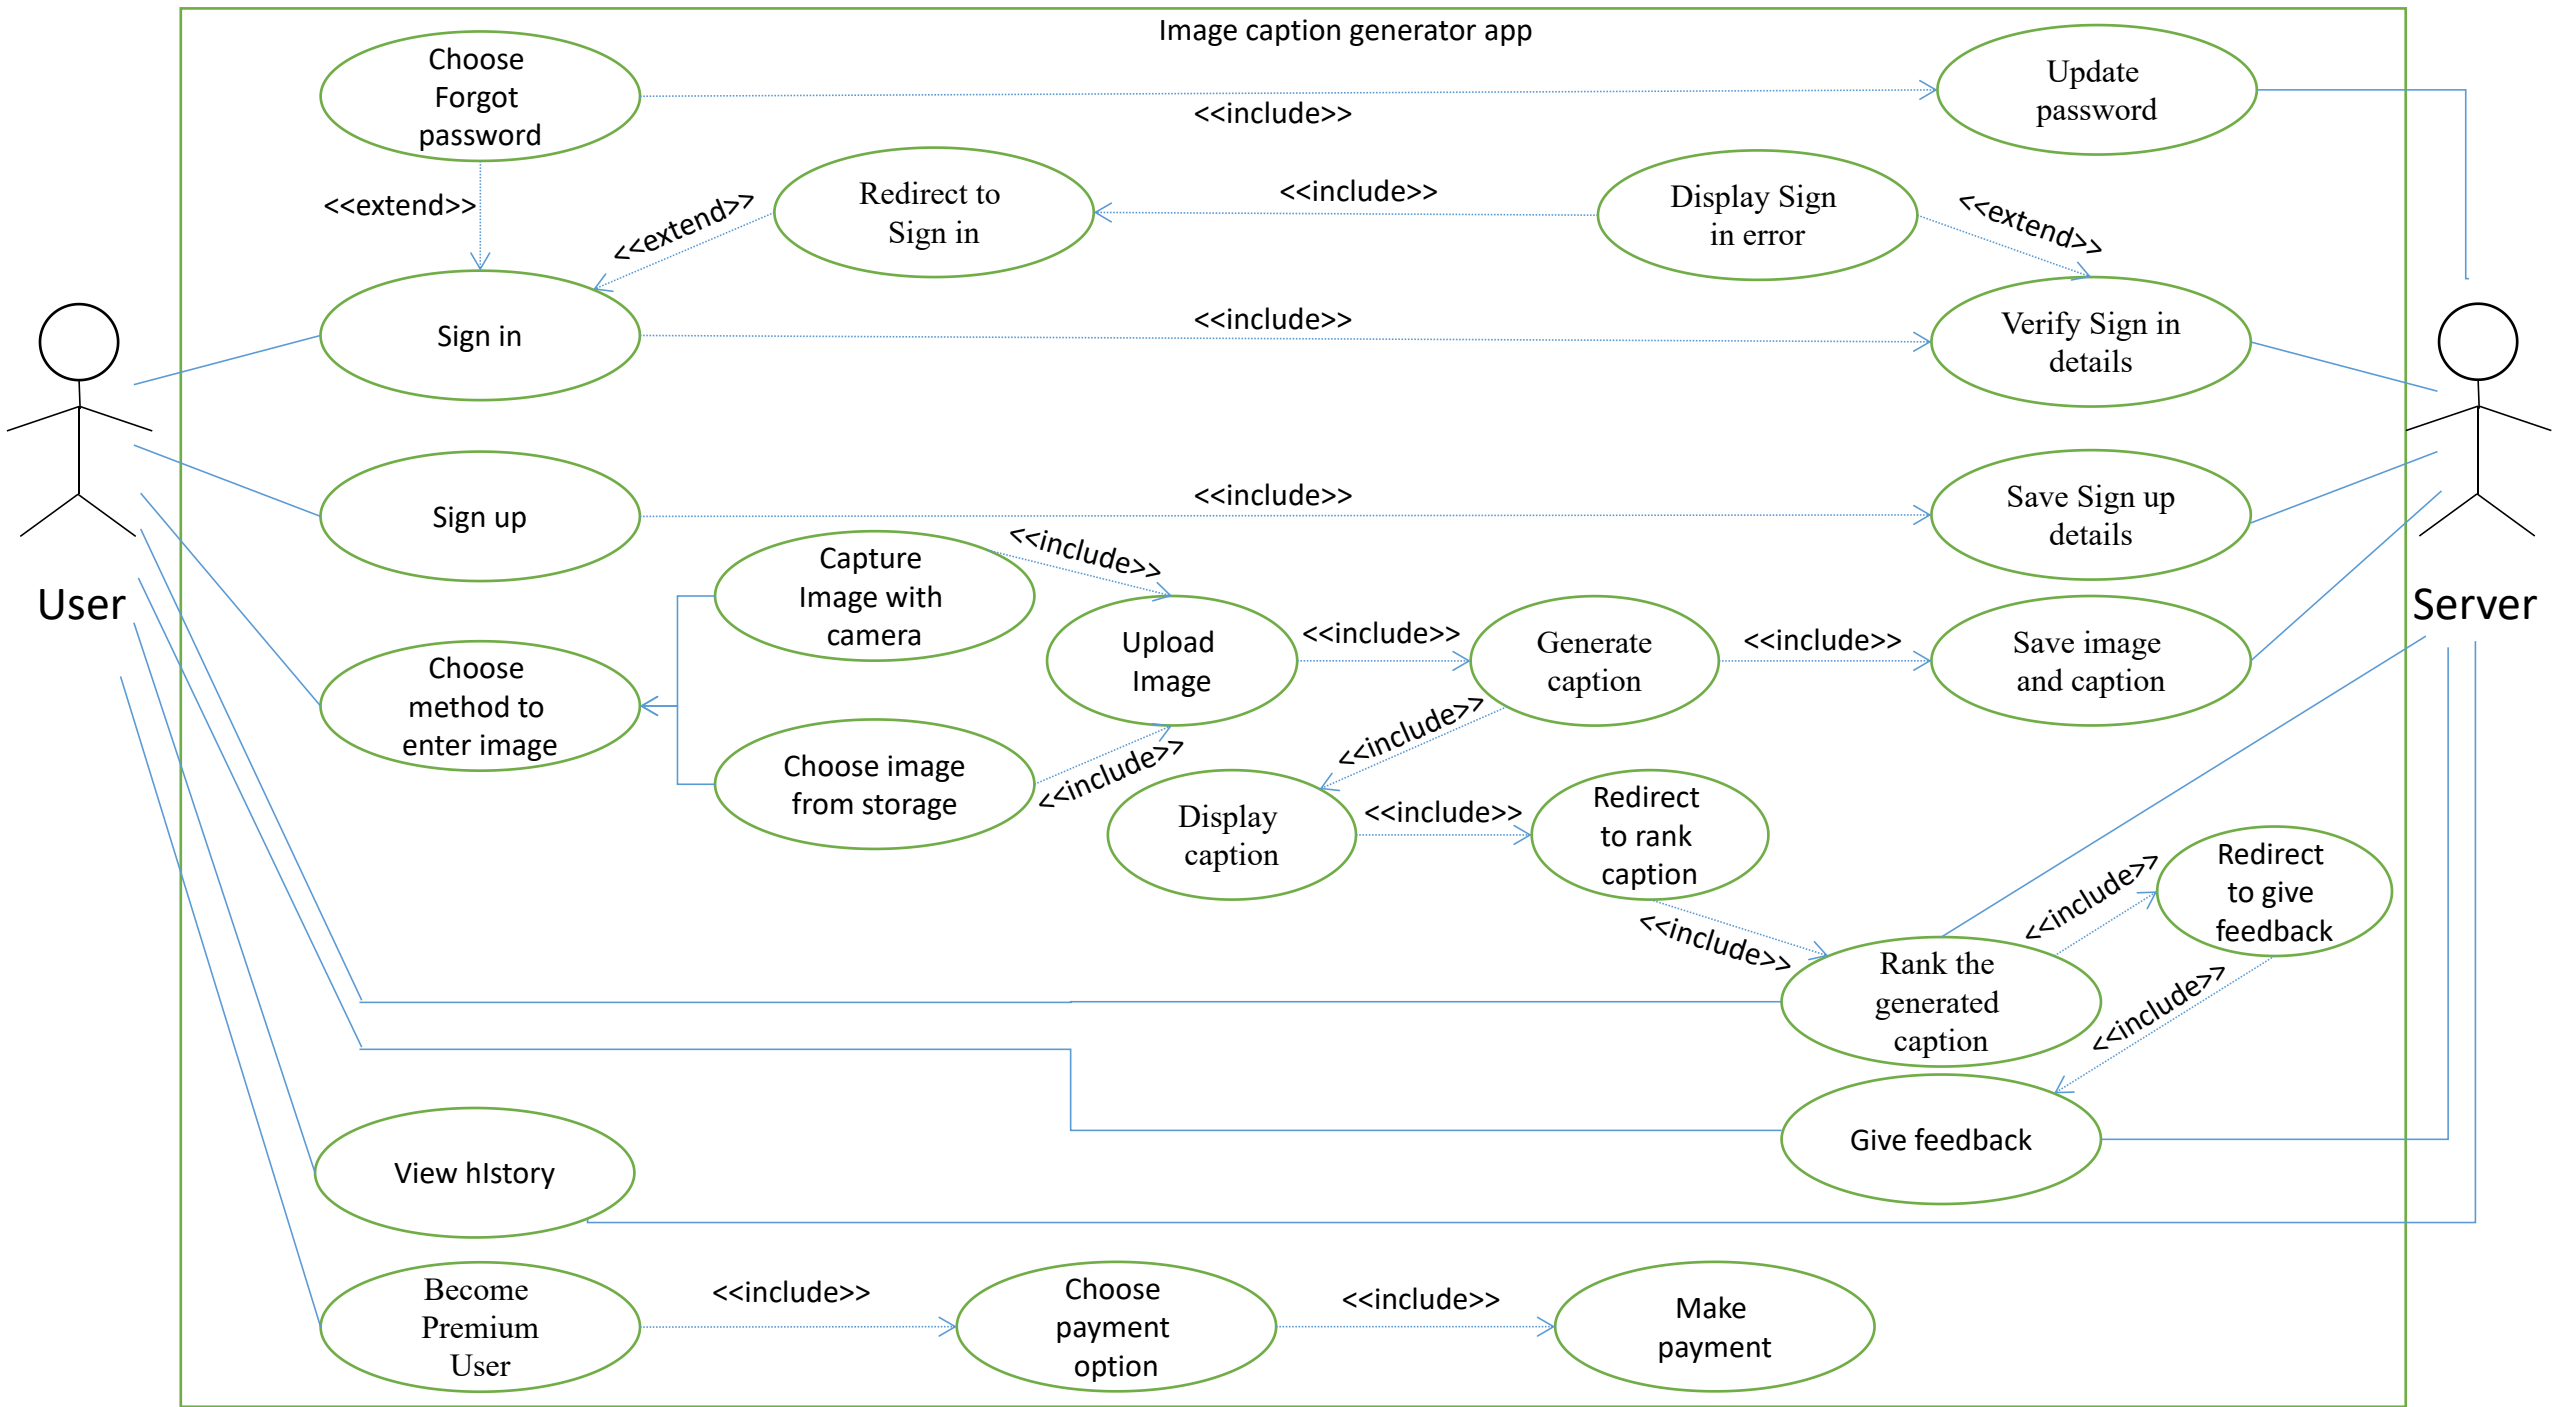 Image caption generator app
Choose
Forgot
password
<<include>>
Update
password
<<extend>>
<<extend>>
Redirect to
Sign in
<<include>>
Display Sign
in error
<<extend>>
Sign in
<<include>>
Verify Sign in
details
Sign up
<<include>>
Save Sign up
details
User
Server
Choose
method to
enter image
Capture
Image with
camera
<<include>>
Choose image
from storage
<<include>>
Upload
Image
<<include>>
Generate
caption
<<include>>
Save image
and caption
<<include>>
Display
caption
<<include>>
Redirect
to rank
caption
<<include>>
Rank the
generated
caption
<<include>>
Redirect
to give
feedback
<<include>>
Give feedback
View hIstory
Become
Premium
User
<<include>>
Choose
payment
option
<<include>>
Make
payment